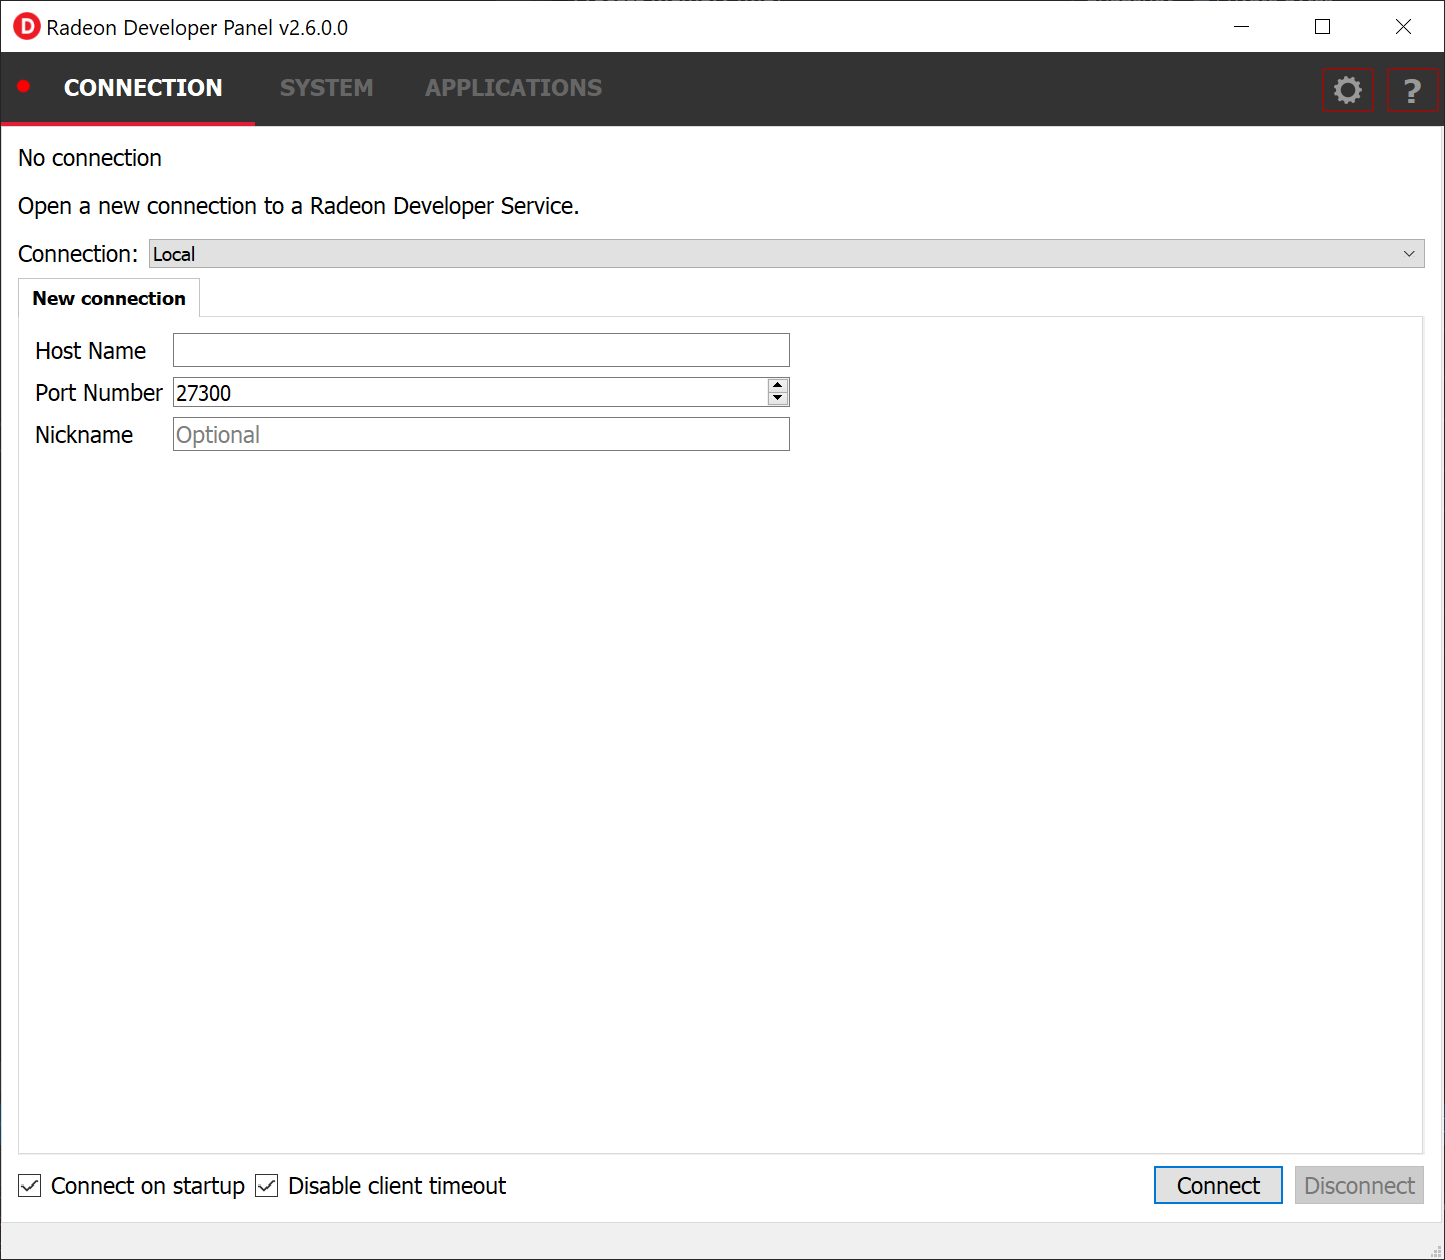 D Radeon Developer Panel v2.6.0.0
CONNECTION SYSTEM APPLICATIONS ?
No connection
Open a new connection to a Radeon Developer Service.
Connection: Local
New connection
Host Name
Port Number 27300
Nickname Optional
Connect on startup Disable client timeout Connect Disconnect